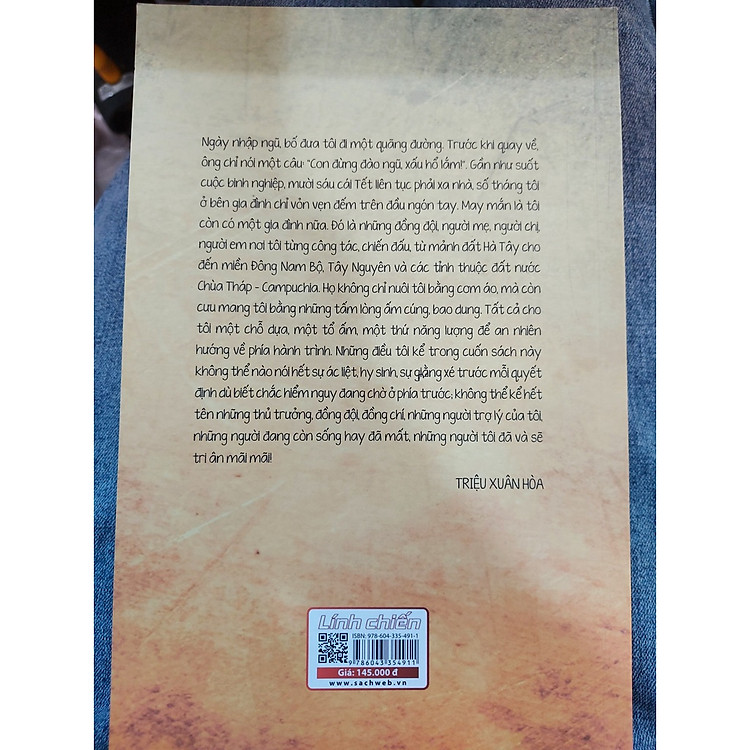 Ngày nhập ngũ, bố đưa tôi đi một quãng đường. Trước khi quay về,
ông chỉ nói một câu: "Con đừng đào ngũ, xấu hổ lắm!". Gần như suốt
cuộc binh nghiệp, mười sáu cái Tết liên tục phải xa nhà, số tháng tôi
ở bên gia đình chỉ vỏn vẹn đếm trên đầu ngón tay. May mắn là tôi
còn có một gia đình nữa. Đó là những đồng đội, người mẹ, người chị,
người em nơi tôi từng công tác, chiến đấu, từ mảnh đất Hà Tây cho
đến miền Đông Nam Bộ, Tây Nguyên và các tỉnh thuộc đất nước
Chùa Tháp - Campuchia. Họ không chỉ nuôi tôi bằng cơm áo, mà còn
cưu mang tôi bằng những tấm lòng ấm cúng, bao dung. Tất cả cho
tôi một chỗ dựa, một tổ ấm, một thứ năng lượng để an nhiên
hướng về phía hành trình. Những điều tôi kể trong cuốn sách này
không thể nào nói hết sự ác liệt, hy sinh, sự giằng xé trước mỗi quyết
định dù biết chắc hiểm nguy đang chờ ở phía trước; không thể kể hết
tên những thủ trưởng, đồng đội, đồng chí, những người trợ lý của tôi,
những người đang còn sống hay đã mất, những người tôi đã và sẽ
tri ân mãi mãi!
TRIỆU XUÂN HÒA
Lính chiến
ISBN: 978-604-335-491-1
9 786043 354911
Giá: 145.000 đ
www.sachweb.vn